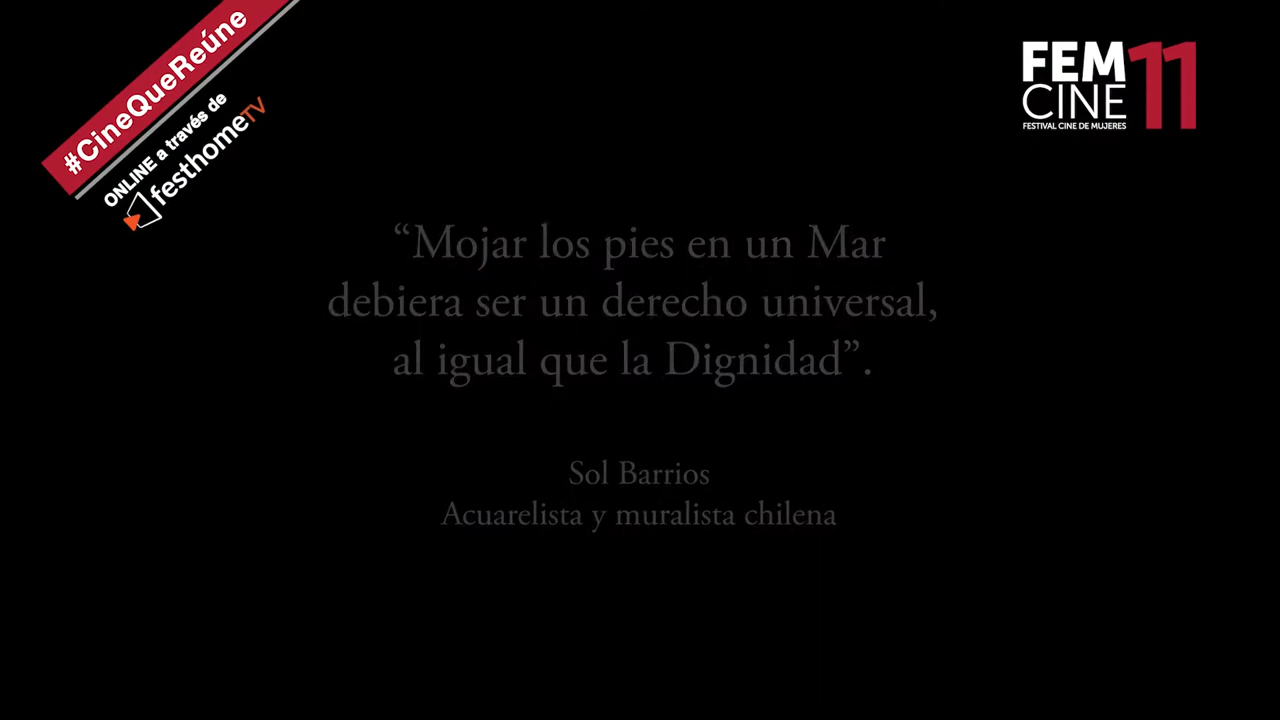 #CineQueReúne
ONLINE a través de
festhomeTV
FEM
CINE 11
FESTIVAL CINE DE MUJERES
“Mojar los pies en un Mar
debiera ser un derecho universal,
al igual que la Dignidad”.
Sol Barrios
Acuarelista y muralista chilena